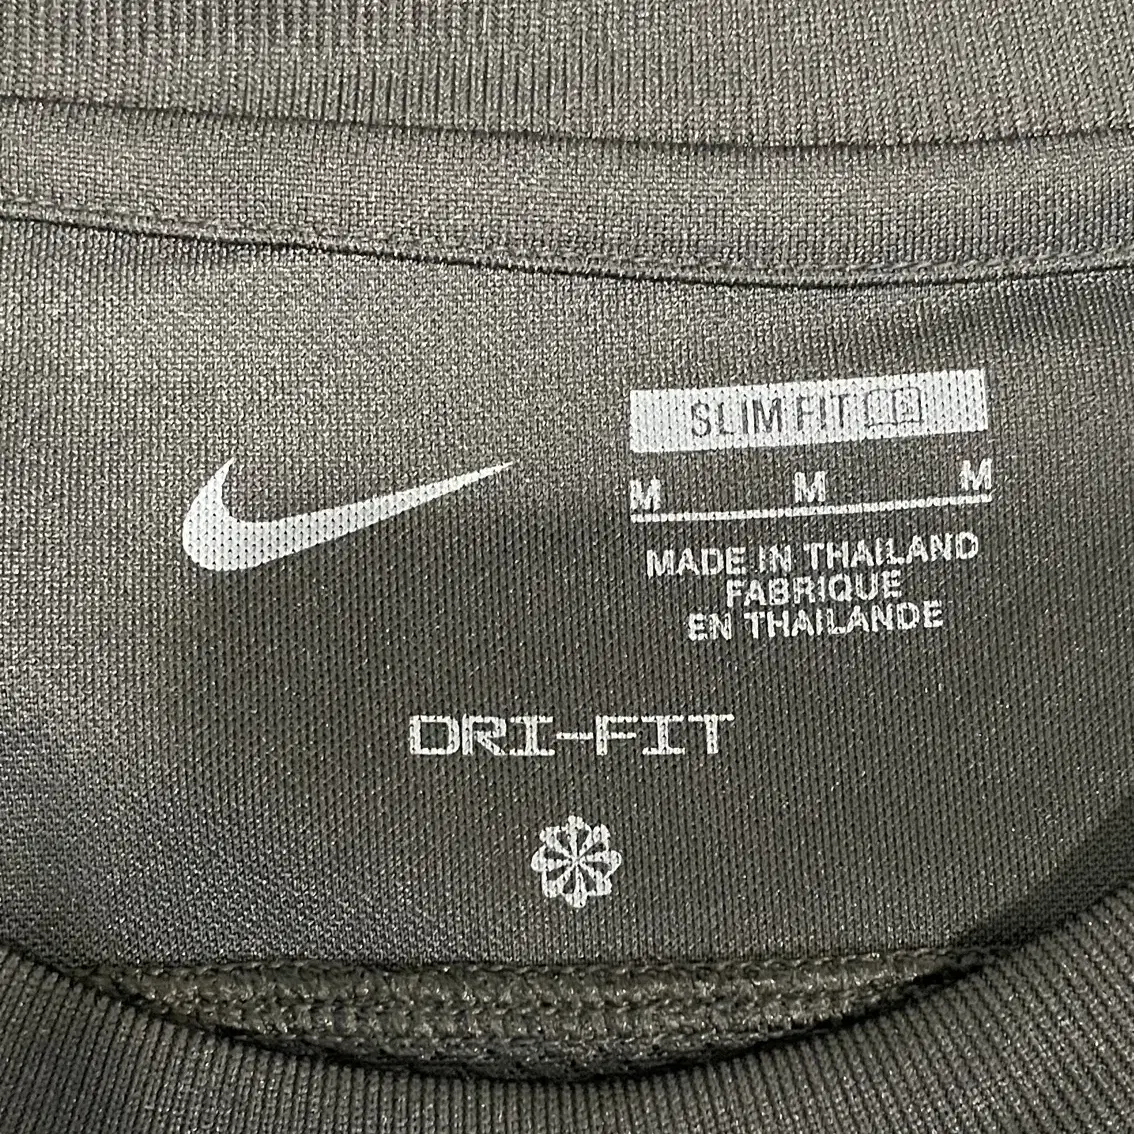 SLIM FIT
M M M
MADE IN THAILAND
FABRIQUE
EN THAILANDE
DRI-FIT